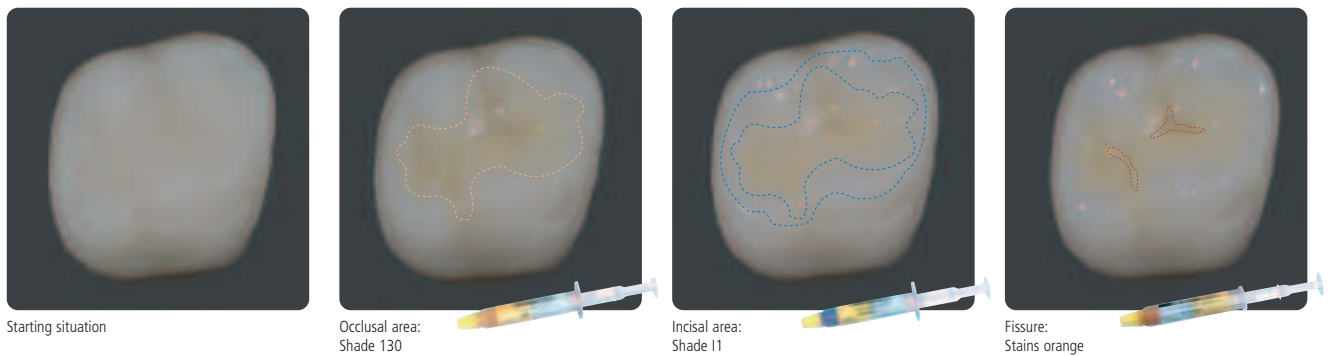 Starting situation
Occlusal area:
Shade 130
Incisal area:
Shade I1
Fissure:
Stains orange